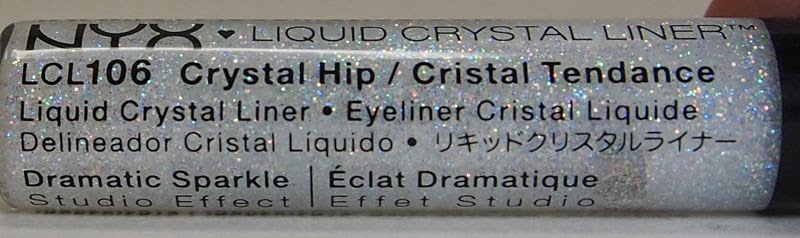 NYX ♥ LIQUID CRYSTAL LINER™
LCL106 Crystal Hip / Cristal Tendance
Liquid Crystal Liner • Eyeliner Cristal Liquide
Delineador Cristal Líquido • リキッドクリスタルライナー
Dramatic Sparkle | Éclat Dramatique
Studio Effect | Effet Studio